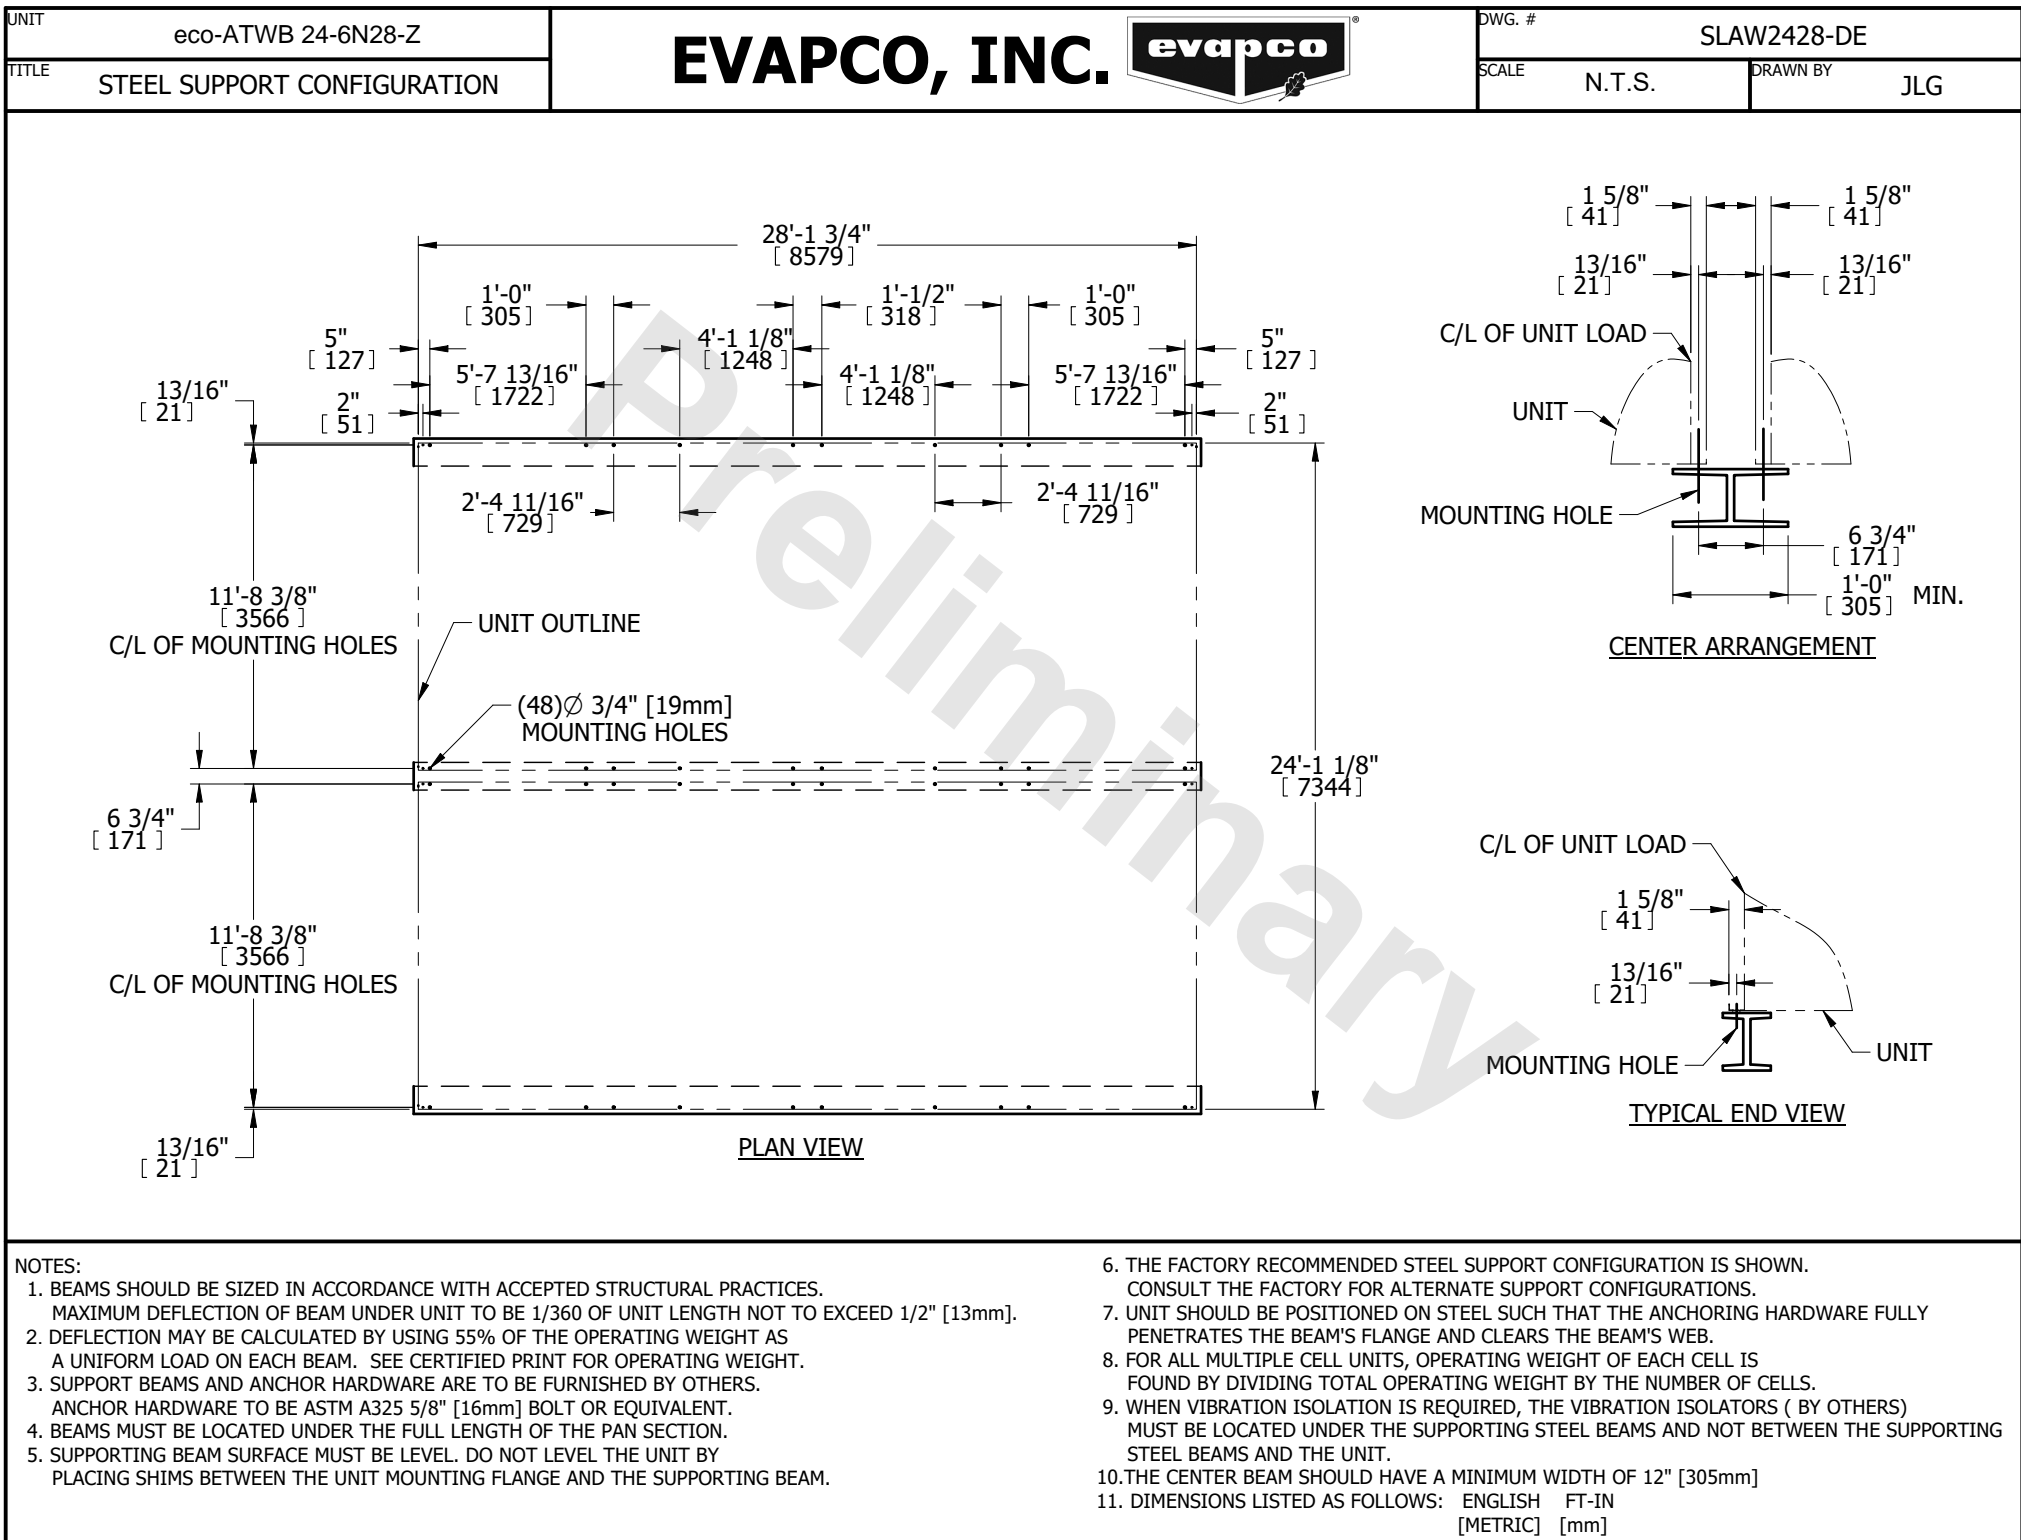 UNIT
eco-ATWB 24-6N28-Z
TITLE
STEEL SUPPORT CONFIGURATION
EVAPCO, INC.
evapco
®
DWG. #
SLAW2428-DE
SCALE
N.T.S.
DRAWN BY
JLG
28'-1 3/4"
[ 8579 ]
1'-0"
[ 305 ]
1'-1/2"
[ 318 ]
1'-0"
[ 305 ]
5"
[ 127 ]
4'-1 1/8"
[ 1248 ]
5"
[ 127 ]
5'-7 13/16"
[ 1722 ]
4'-1 1/8"
[ 1248 ]
5'-7 13/16"
[ 1722 ]
13/16"
[ 21 ]
2"
[ 51 ]
2"
[ 51 ]
2'-4 11/16"
[ 729 ]
2'-4 11/16"
[ 729 ]
11'-8 3/8"
[ 3566 ]
C/L OF MOUNTING HOLES
UNIT OUTLINE
(48)Ø 3/4" [19mm]
MOUNTING HOLES
6 3/4"
[ 171 ]
24'-1 1/8"
[ 7344 ]
11'-8 3/8"
[ 3566 ]
C/L OF MOUNTING HOLES
13/16"
[ 21 ]
PLAN VIEW
Preliminary
1 5/8"
[ 41 ]
1 5/8"
[ 41 ]
13/16"
[ 21 ]
13/16"
[ 21 ]
C/L OF UNIT LOAD
UNIT
MOUNTING HOLE
6 3/4"
[ 171 ]
1'-0"
[ 305 ]
MIN.
CENTER ARRANGEMENT
C/L OF UNIT LOAD
1 5/8"
[ 41 ]
13/16"
[ 21 ]
MOUNTING HOLE
UNIT
TYPICAL END VIEW
NOTES:
1. BEAMS SHOULD BE SIZED IN ACCORDANCE WITH ACCEPTED STRUCTURAL PRACTICES.
MAXIMUM DEFLECTION OF BEAM UNDER UNIT TO BE 1/360 OF UNIT LENGTH NOT TO EXCEED 1/2" [13mm].
2. DEFLECTION MAY BE CALCULATED BY USING 55% OF THE OPERATING WEIGHT AS
A UNIFORM LOAD ON EACH BEAM. SEE CERTIFIED PRINT FOR OPERATING WEIGHT.
3. SUPPORT BEAMS AND ANCHOR HARDWARE ARE TO BE FURNISHED BY OTHERS.
ANCHOR HARDWARE TO BE ASTM A325 5/8" [16mm] BOLT OR EQUIVALENT.
4. BEAMS MUST BE LOCATED UNDER THE FULL LENGTH OF THE PAN SECTION.
5. SUPPORTING BEAM SURFACE MUST BE LEVEL. DO NOT LEVEL THE UNIT BY
PLACING SHIMS BETWEEN THE UNIT MOUNTING FLANGE AND THE SUPPORTING BEAM.
6. THE FACTORY RECOMMENDED STEEL SUPPORT CONFIGURATION IS SHOWN.
CONSULT THE FACTORY FOR ALTERNATE SUPPORT CONFIGURATIONS.
7. UNIT SHOULD BE POSITIONED ON STEEL SUCH THAT THE ANCHORING HARDWARE FULLY
PENETRATES THE BEAM'S FLANGE AND CLEARS THE BEAM'S WEB.
8. FOR ALL MULTIPLE CELL UNITS, OPERATING WEIGHT OF EACH CELL IS
FOUND BY DIVIDING TOTAL OPERATING WEIGHT BY THE NUMBER OF CELLS.
9. WHEN VIBRATION ISOLATION IS REQUIRED, THE VIBRATION ISOLATORS ( BY OTHERS)
MUST BE LOCATED UNDER THE SUPPORTING STEEL BEAMS AND NOT BETWEEN THE SUPPORTING
STEEL BEAMS AND THE UNIT.
10.THE CENTER BEAM SHOULD HAVE A MINIMUM WIDTH OF 12" [305mm]
11. DIMENSIONS LISTED AS FOLLOWS: ENGLISH FT-IN
[METRIC] [mm]